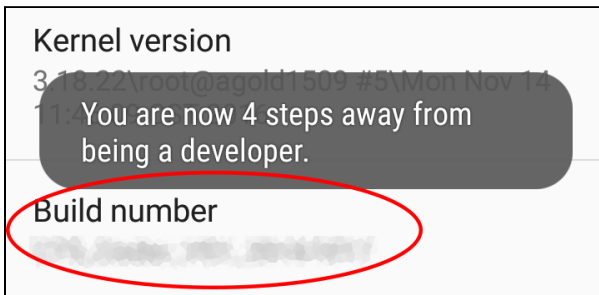 Kernel version
3.18.22\root@agold1509 #5\Mon Nov 14
You are now 4 steps away from
being a developer.
Build number